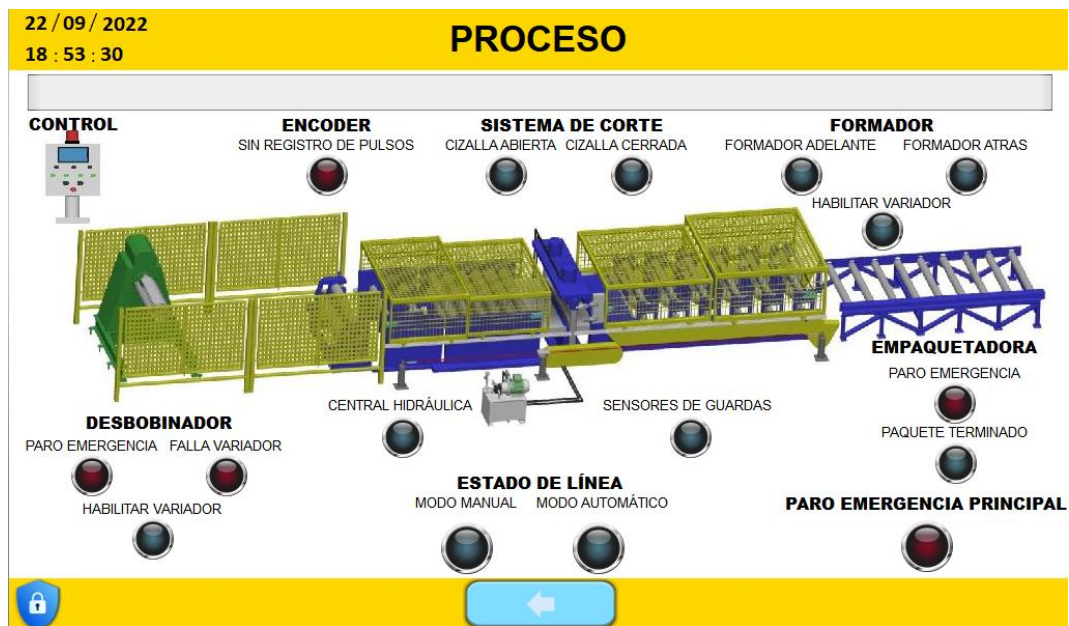 22 / 09 / 2022
18 : 53 : 30
PROCESO
CONTROL
ENCODER
SIN REGISTRO DE PULSOS
SISTEMA DE CORTE
CIZALLA ABIERTA CIZALLA CERRADA
FORMADOR
FORMADOR ADELANTE FORMADOR ATRAS
HABILITAR VARIADOR
EMPAQUETADORA
PARO EMERGENCIA
PAQUETE TERMINADO
CENTRAL HIDRÁULICA
SENSORES DE GUARDAS
DESBOBINADOR
PARO EMERGENCIA FALLA VARIADOR
HABILITAR VARIADOR
ESTADO DE LÍNEA
MODO MANUAL MODO AUTOMÁTICO
PARO EMERGENCIA PRINCIPAL